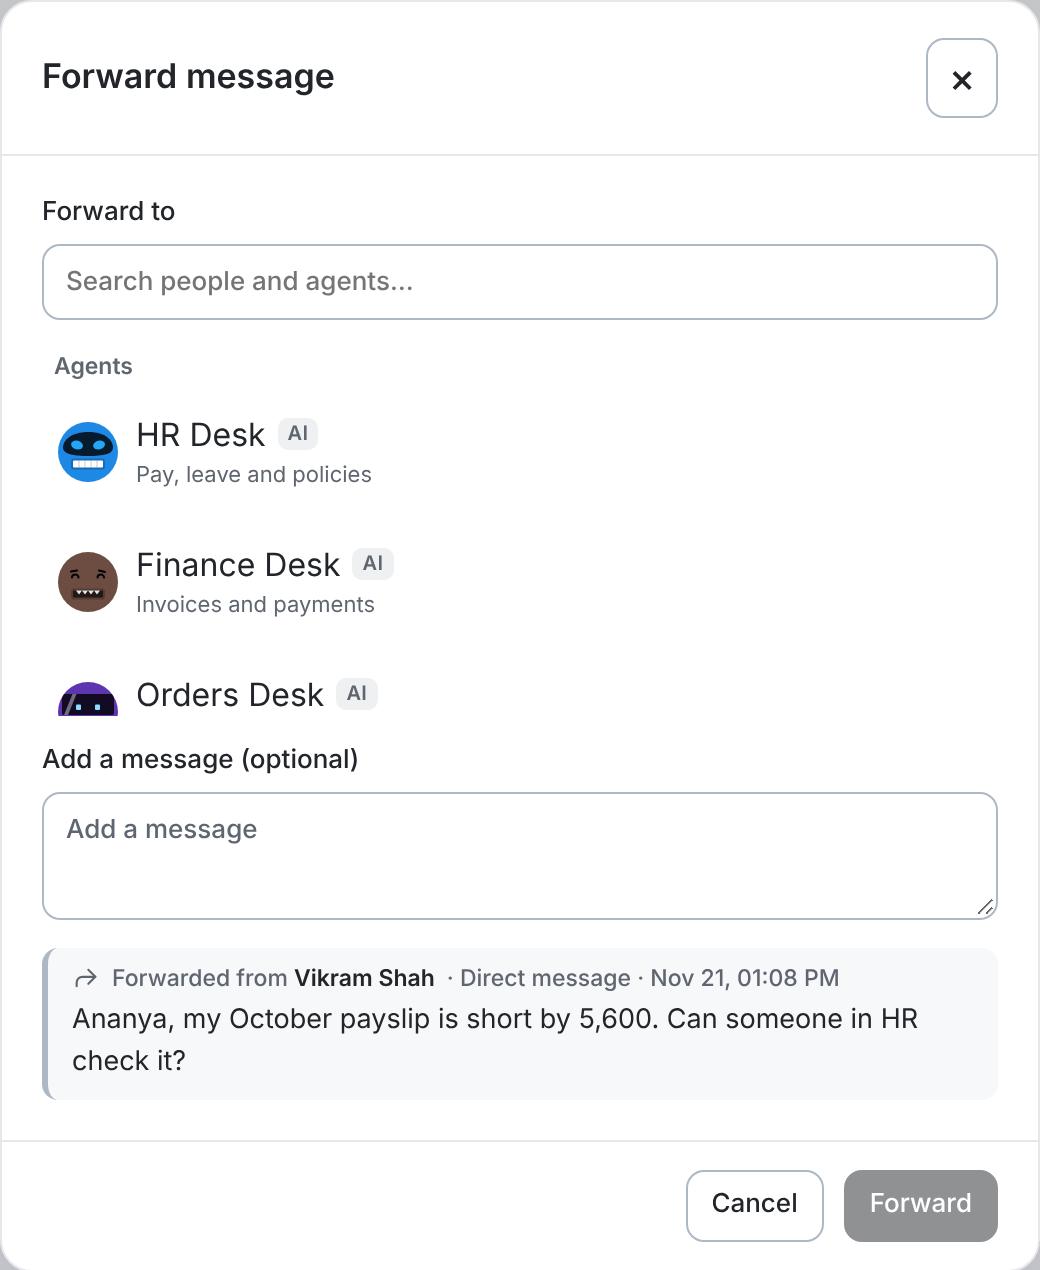 Forward message
Forward to
Search people and agents...
Agents
HR Desk AI
Pay, leave and policies
Finance Desk AI
Invoices and payments
Orders Desk AI
Add a message (optional)
Add a message
Forwarded from Vikram Shah · Direct message · Nov 21, 01:08 PM
Ananya, my October payslip is short by 5,600. Can someone in HR
check it?
Cancel
Forward